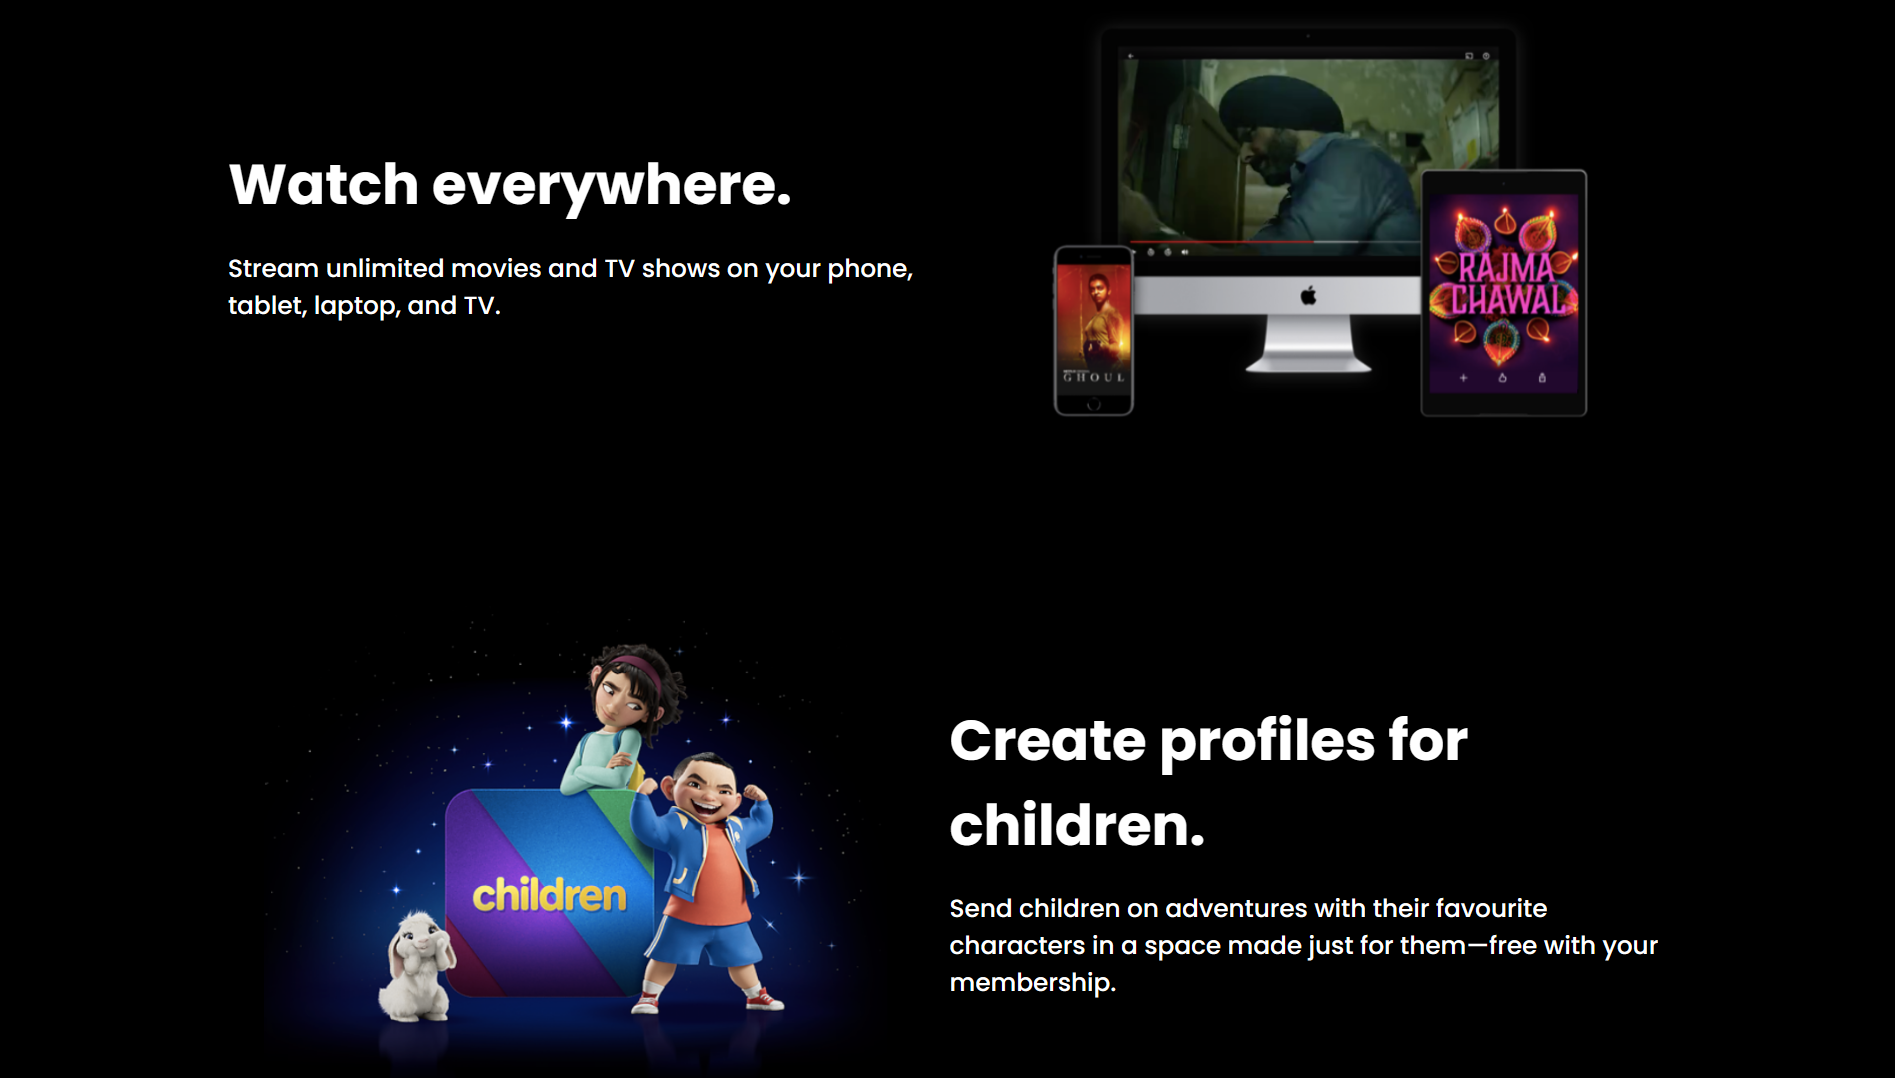 Watch everywhere.
Stream unlimited movies and TV shows on your phone,
tablet, laptop, and TV.
RAJMA
CHAWAL
GHOUL
children
Create profiles for
children.
Send children on adventures with their favourite
characters in a space made just for them—free with your
membership.